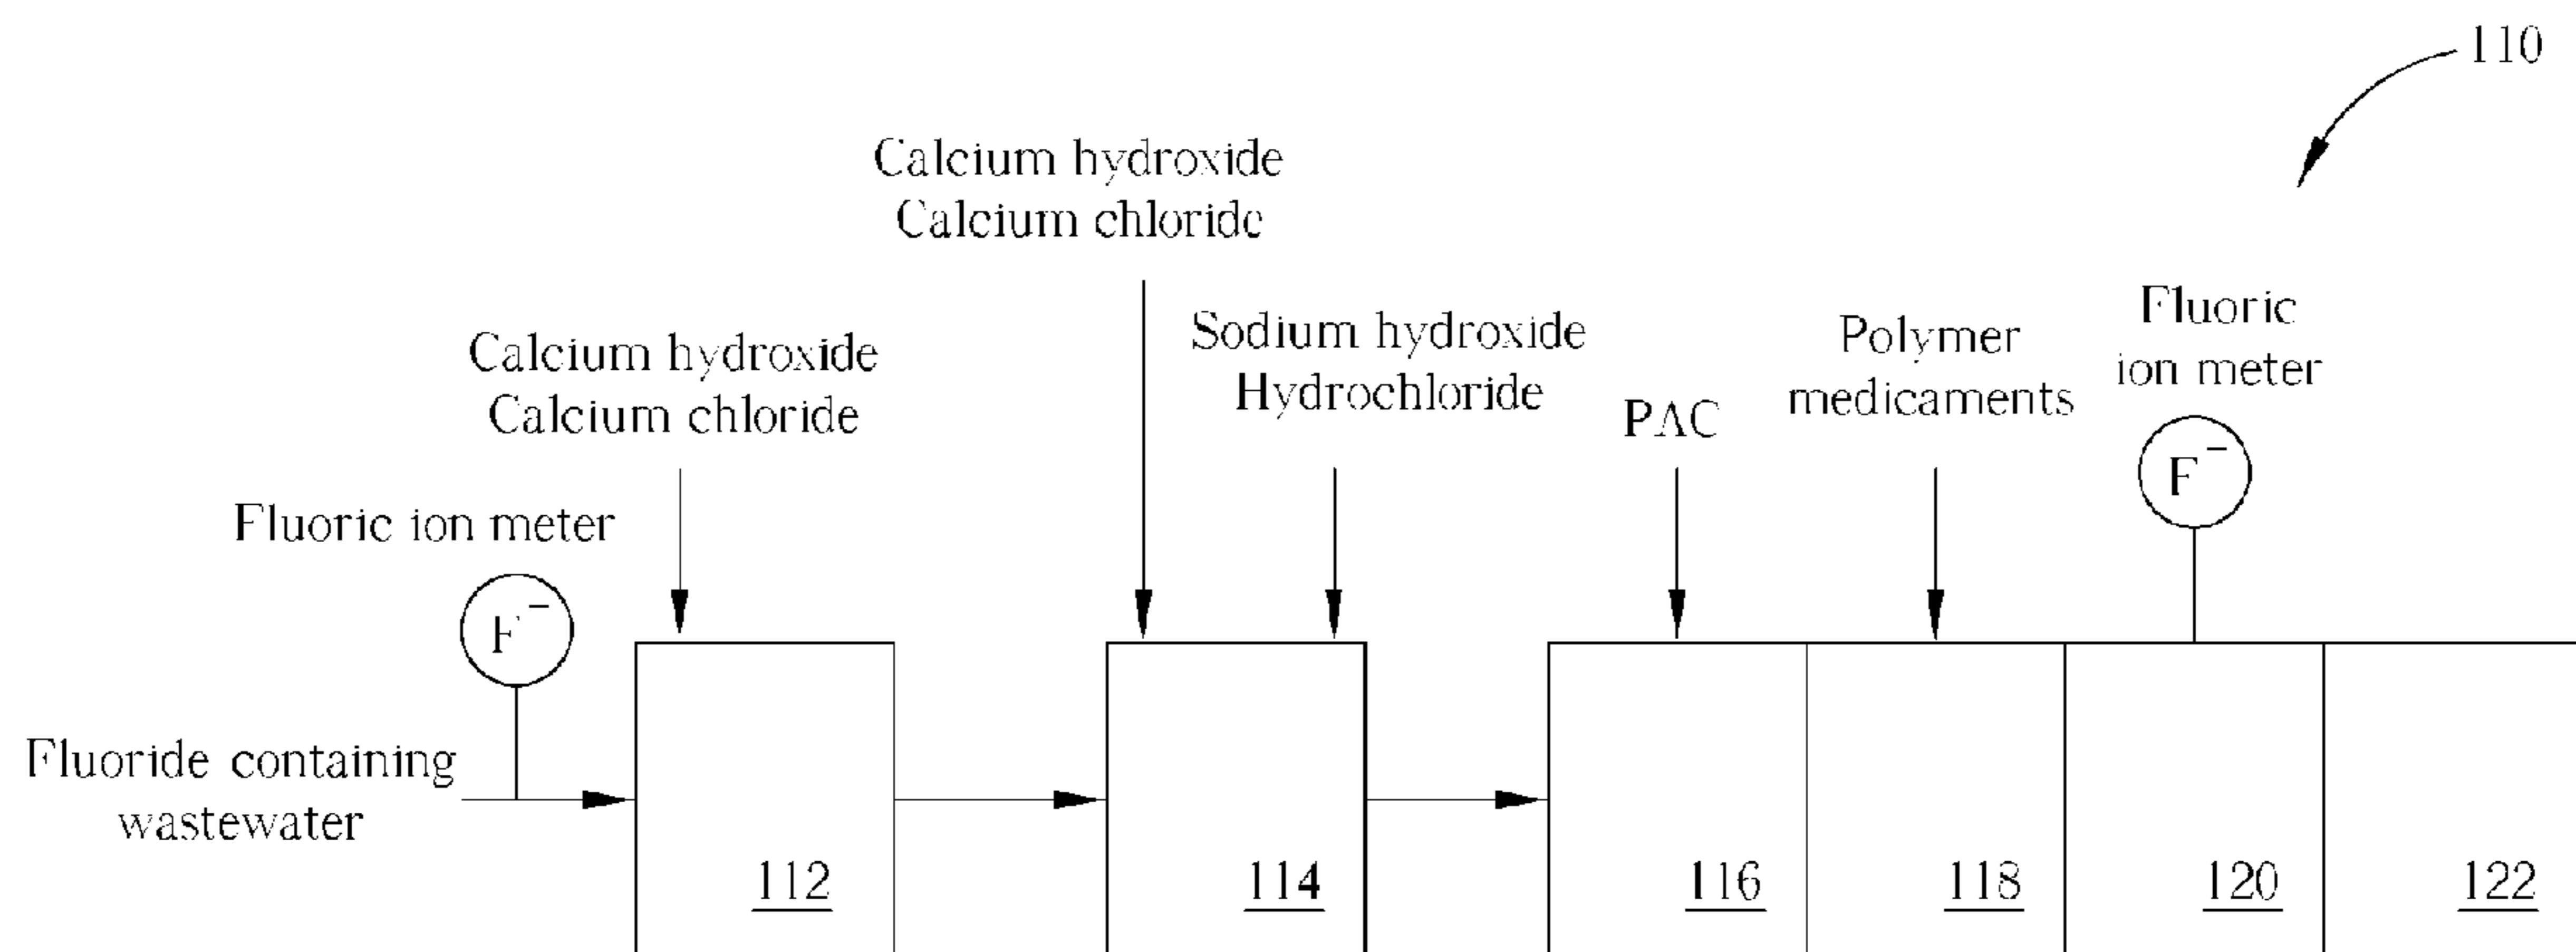 110
Calcium hydroxide
Calcium chloride
Calcium hydroxide
Calcium chloride
Sodium hydroxide
Hydrochloride
PAC
Polymer
medicaments
Fluoric
ion meter
F⁻
Fluoric ion meter
F⁻
Fluoride containing
wastewater
112
114
116
118
120
122